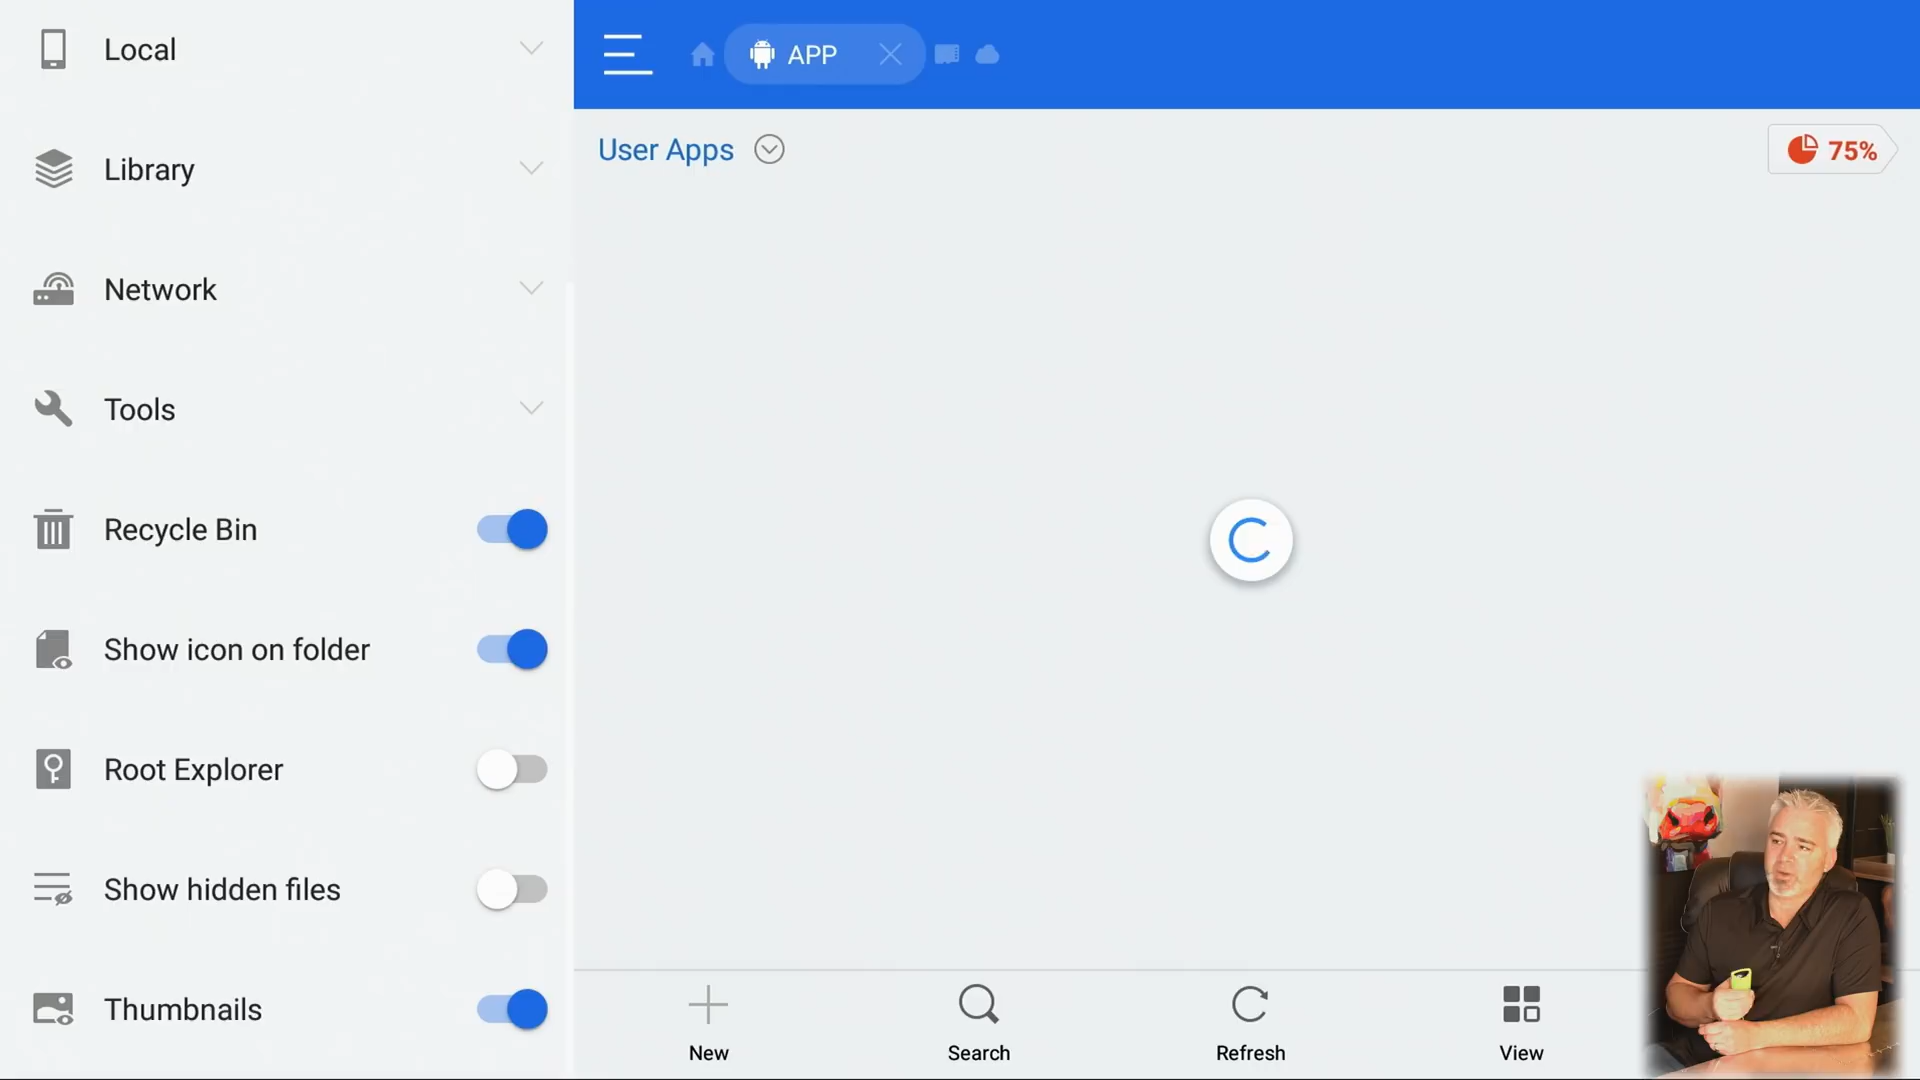 Local
Library
Network
Tools
Recycle Bin
Show icon on folder
Root Explorer
Show hidden files
Thumbnails
APP
User Apps
75%
New
Search
Refresh
View